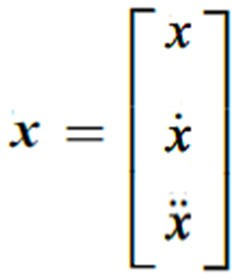 x = [ x
ẋ
ẍ ]